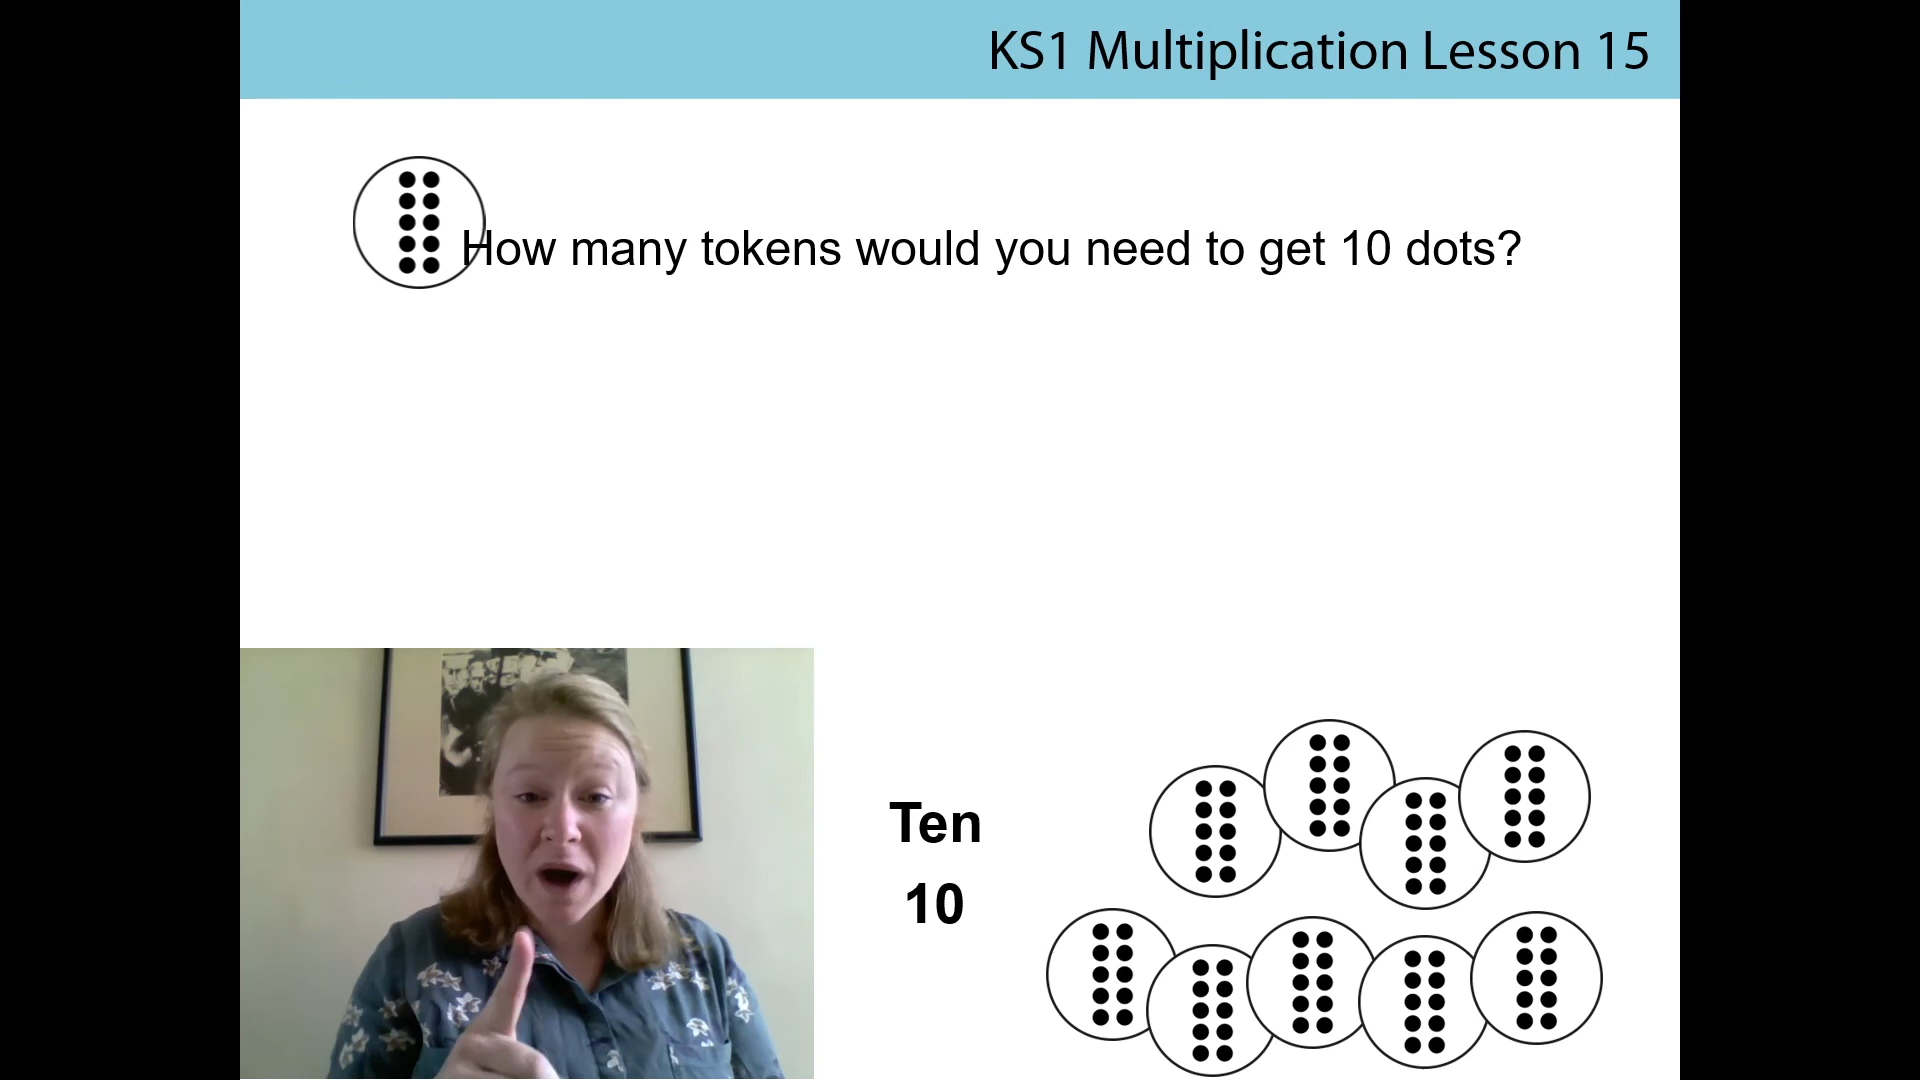 KS1 Multiplication Lesson 15
How many tokens would you need to get 10 dots?
Ten
10